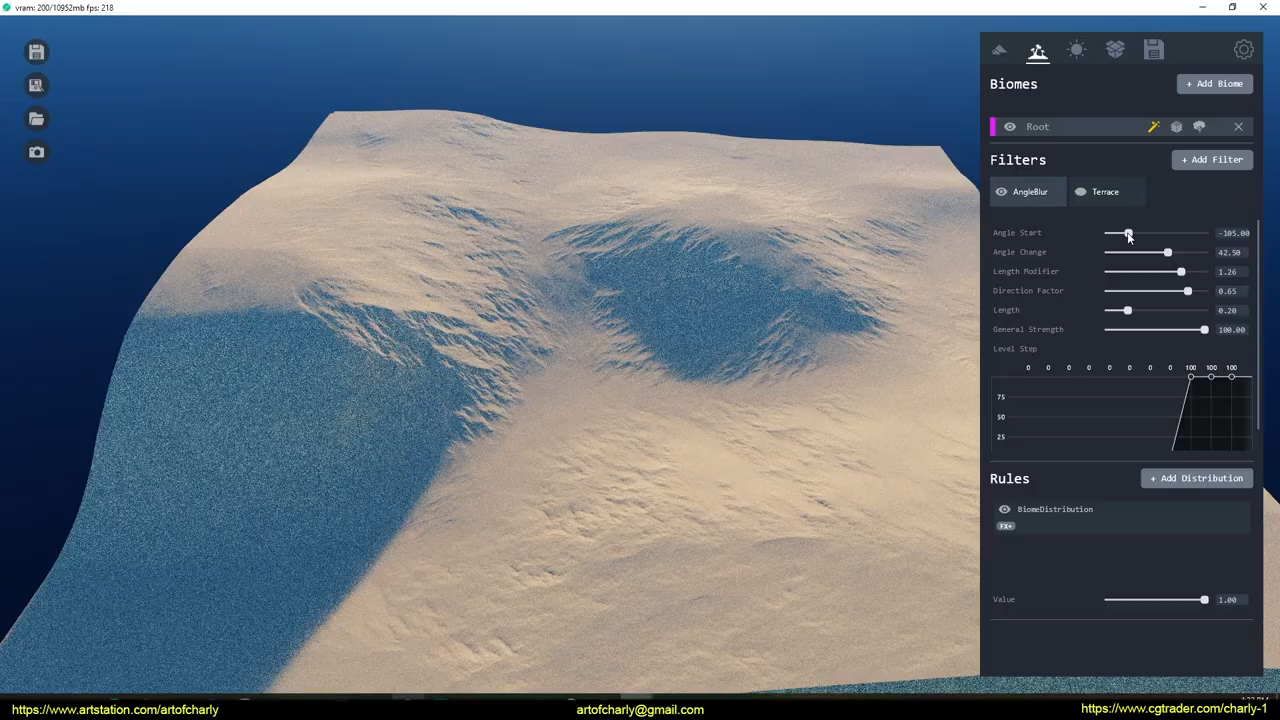 vram: 200/10952mb fps: 218
Biomes
+ Add Biome
Root
Filters
+ Add Filter
AngleBlur
Terrace
Angle Start
-105.00
Angle Change
42.50
Length Modifier
1.26
Direction Factor
0.65
Length
0.20
General Strength
100.00
Level Step
0 0 0 0 0 0 0 0 100 100 100
75
50
25
Rules
+ Add Distribution
BiomeDistribution
FX+
Value
1.00
https://www.artstation.com/artofcharly
artofcharly@gmail.com
https://www.cgtrader.com/charly-1